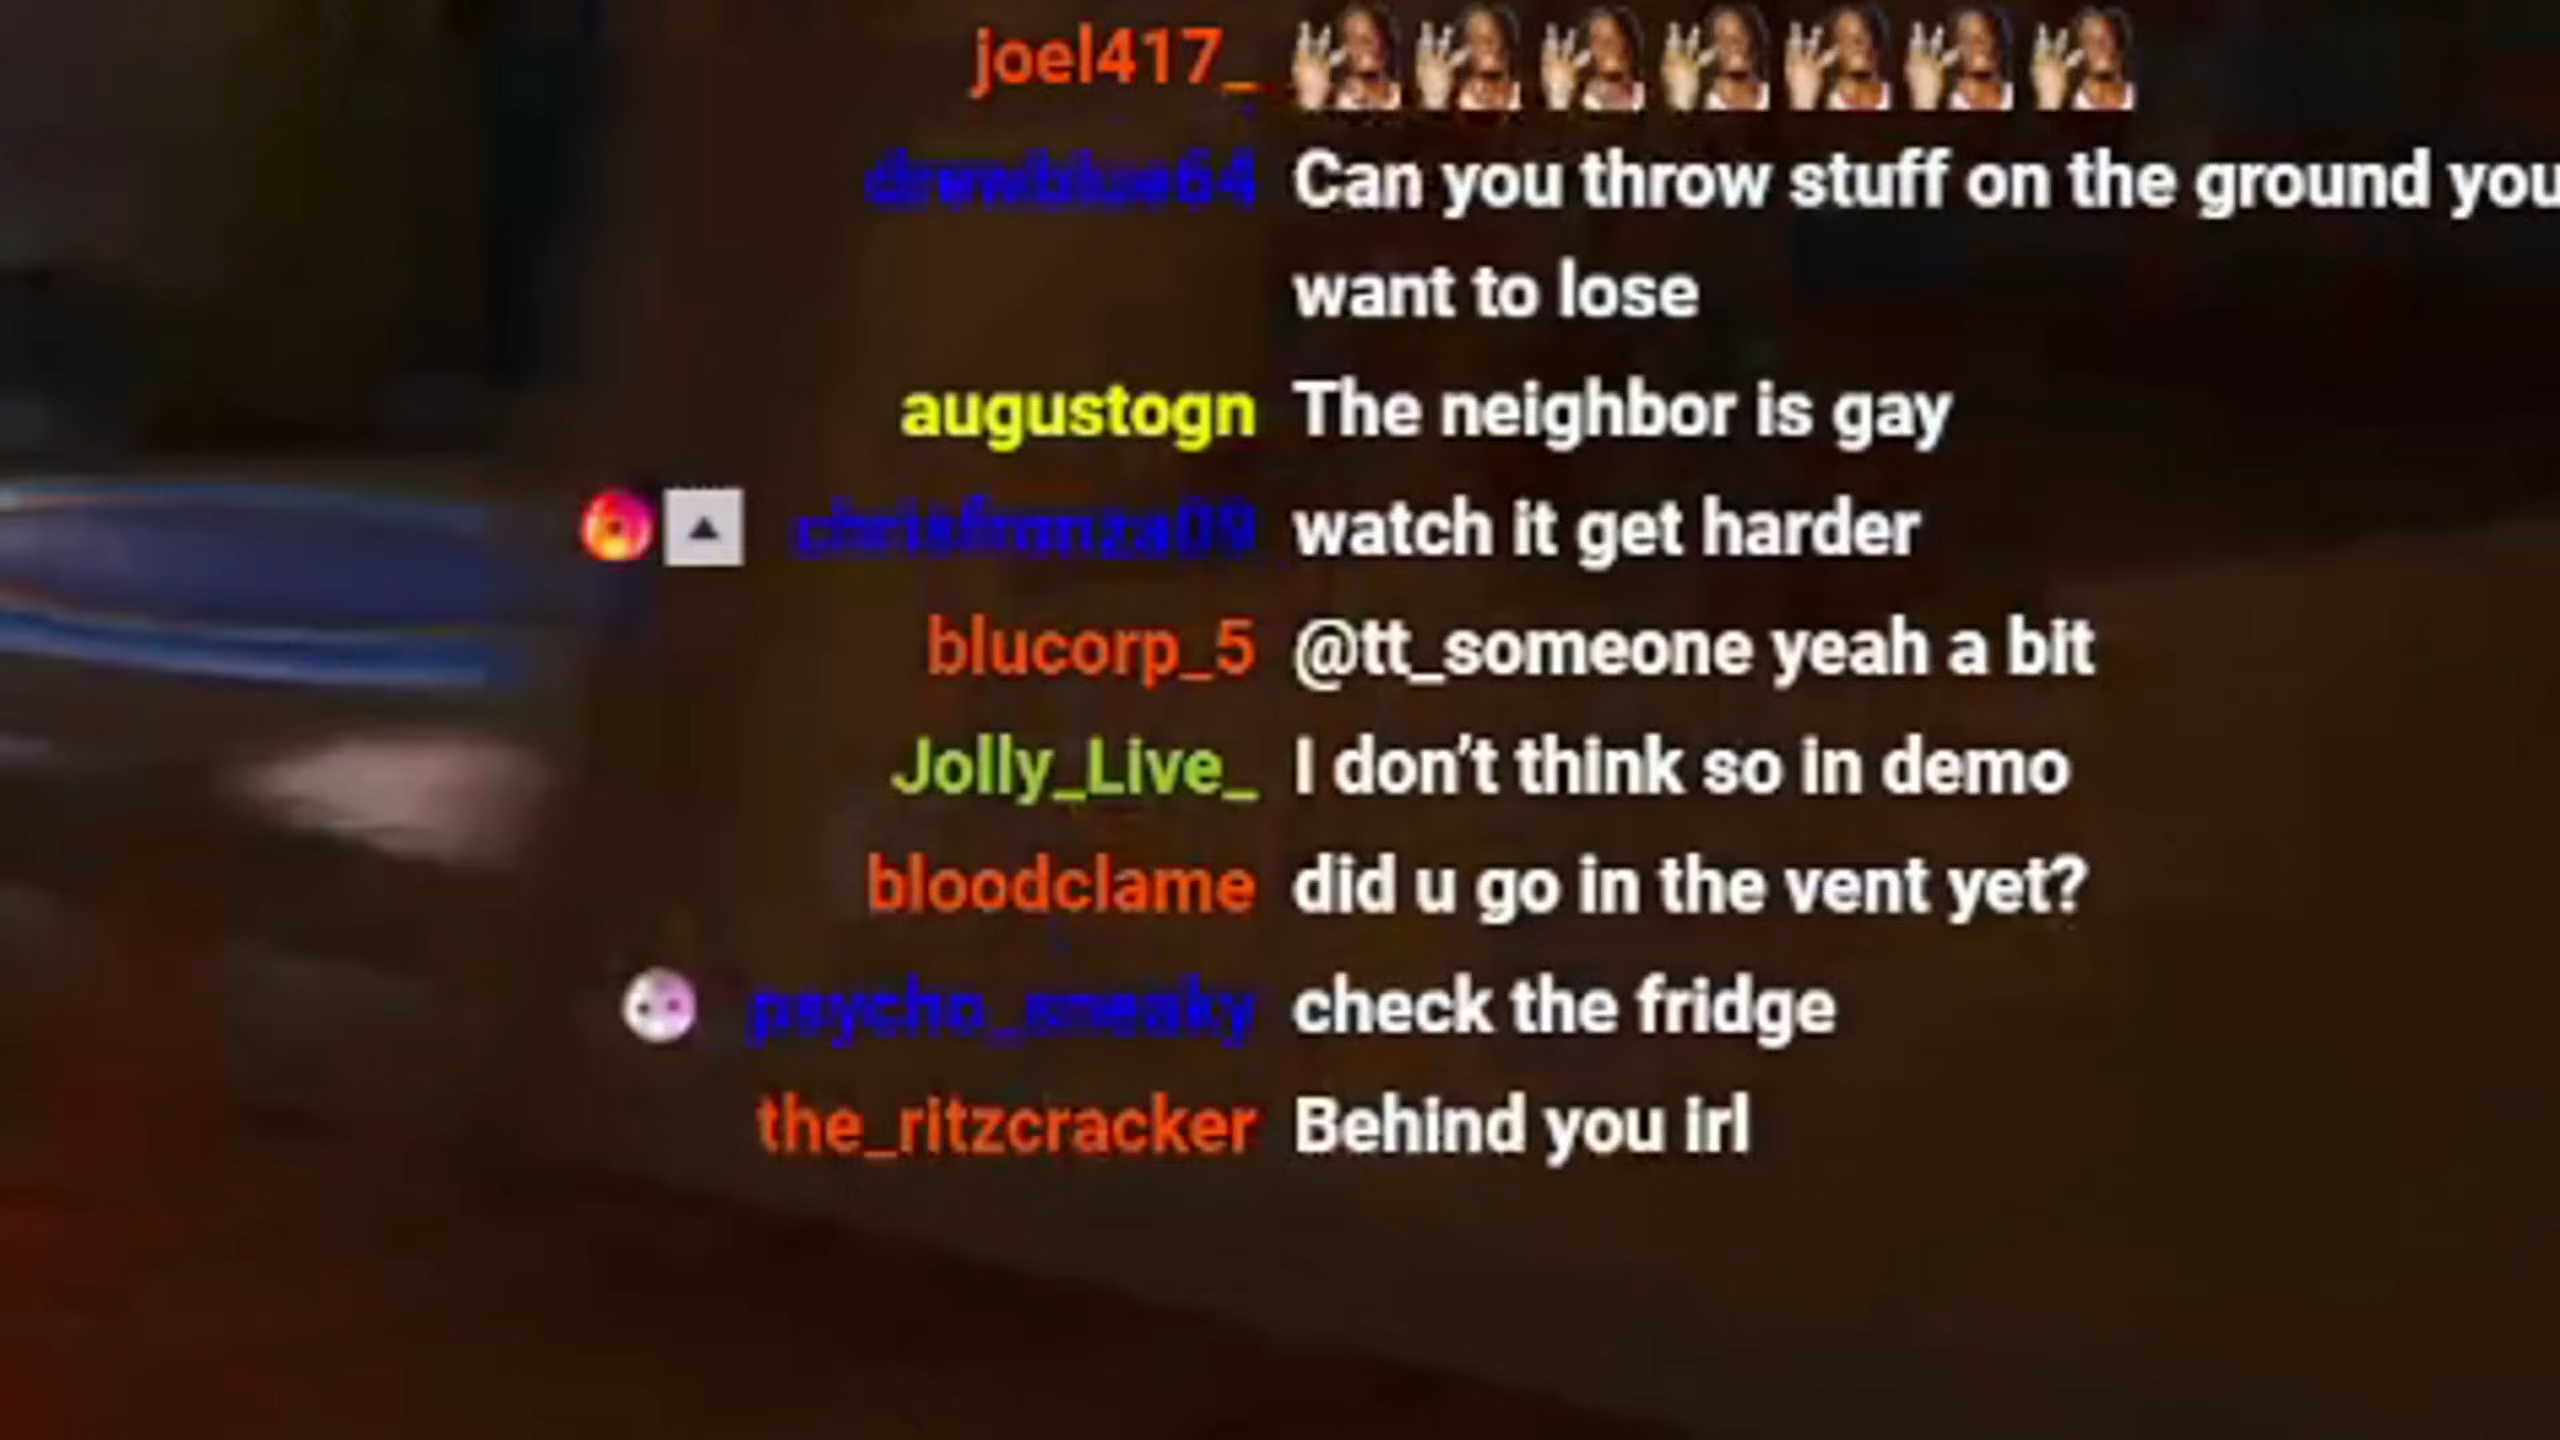 joel417_
drewblue64 Can you throw stuff on the ground you
want to lose
augustogn The neighbor is gay
watch it get harder
blucorp_5 @tt_someone yeah a bit
Jolly_Live_ I don't think so in demo
bloodclame did u go in the vent yet?
psycho_sneaky check the fridge
the_ritzcracker Behind you irl